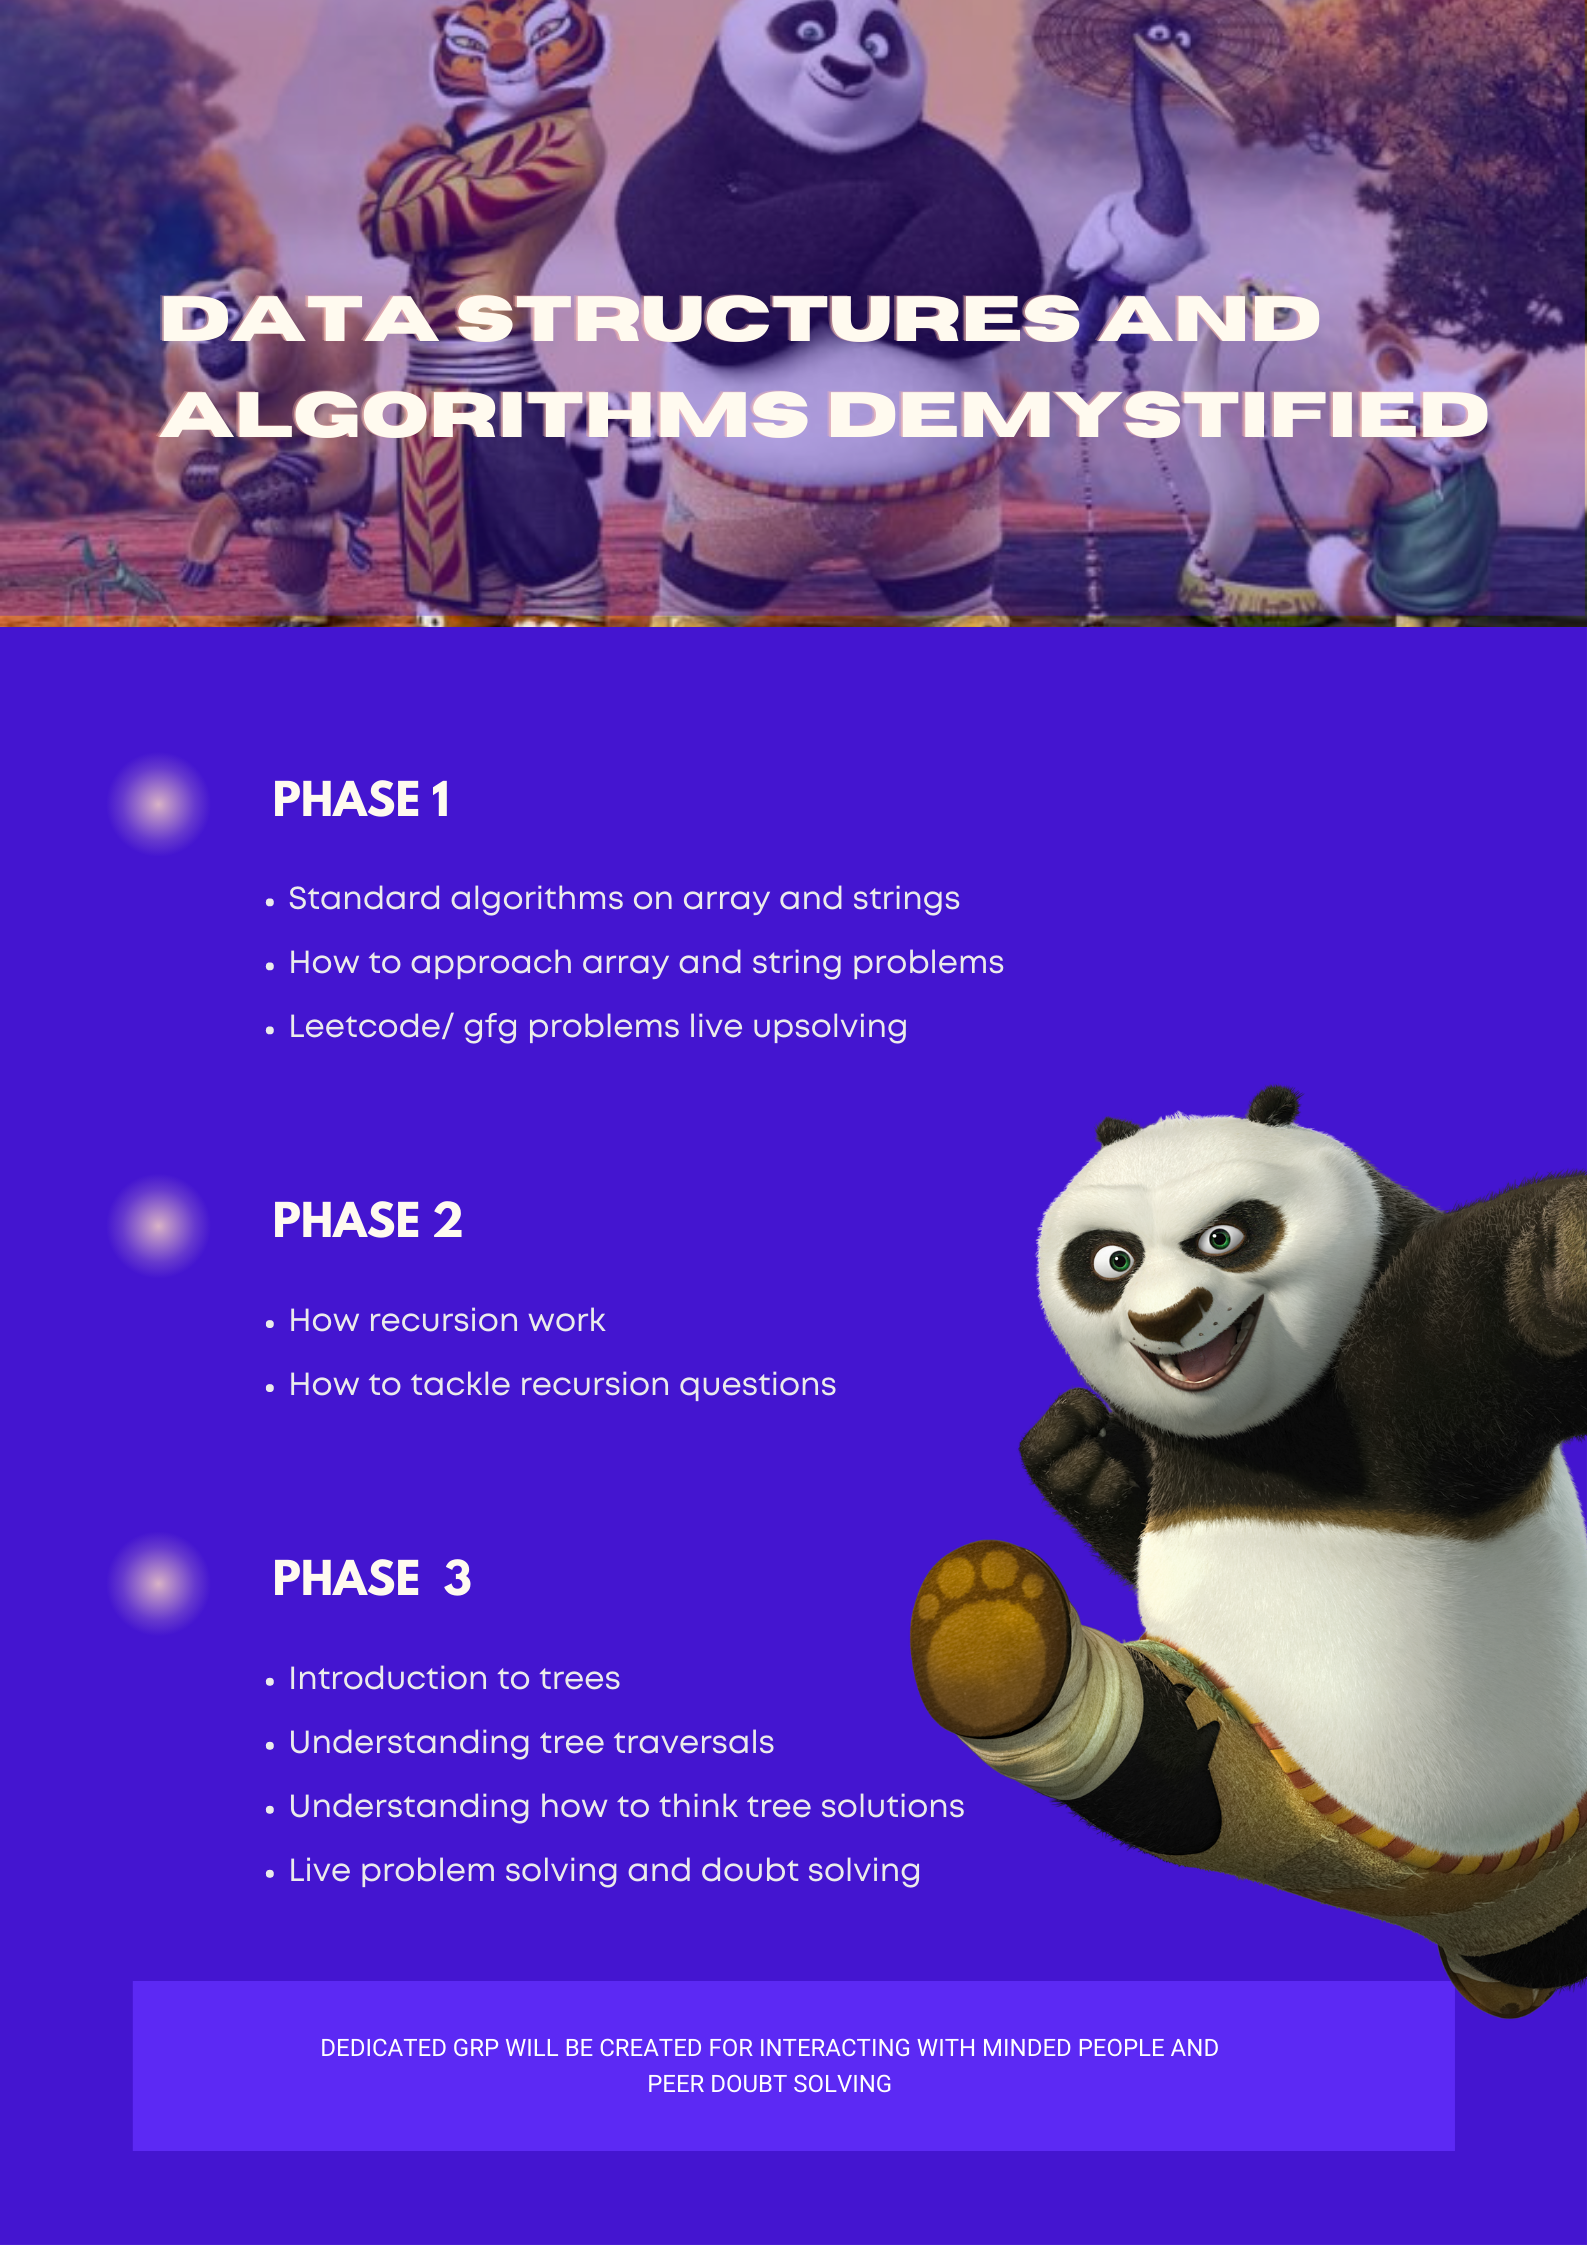 DATA STRUCTURES AND
ALGORITHMS DEMYSTIFIED
PHASE 1
• Standard algorithms on array and strings
• How to approach array and string problems
• Leetcode/ gfg problems live upsolving
PHASE 2
• How recursion work
• How to tackle recursion questions
PHASE 3
• Introduction to trees
• Understanding tree traversals
• Understanding how to think tree solutions
• Live problem solving and doubt solving
DEDICATED GRP WILL BE CREATED FOR INTERACTING WITH MINDED PEOPLE AND
PEER DOUBT SOLVING